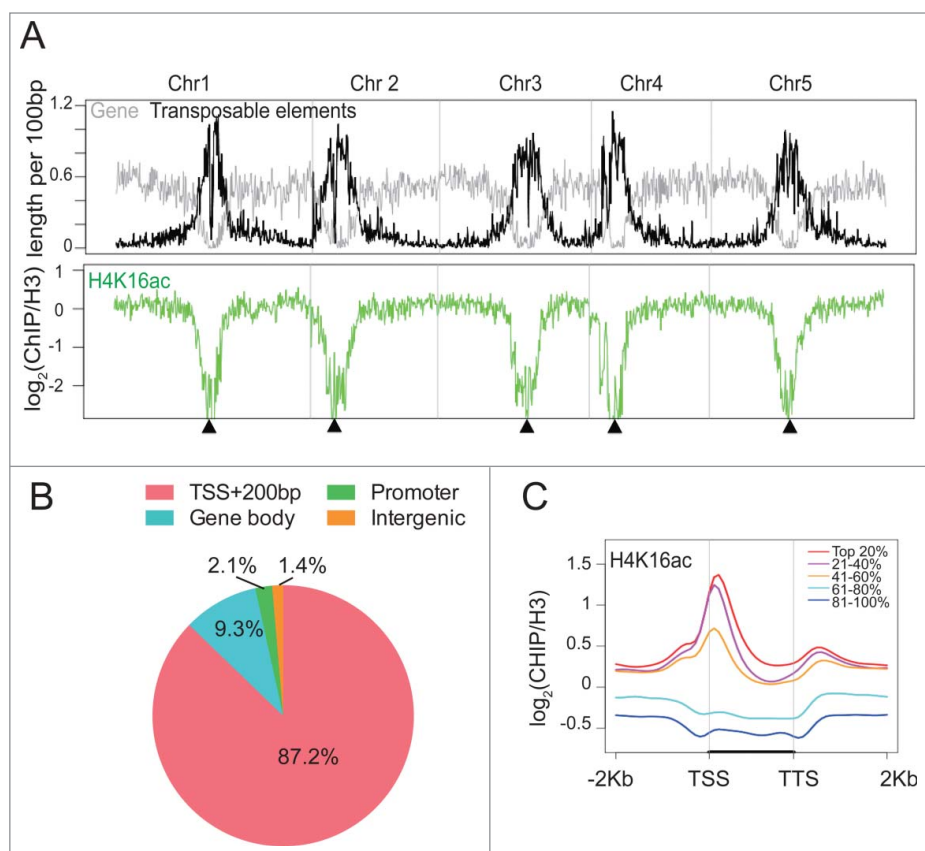 A
Chr1 Chr 2 Chr3 Chr4 Chr5
Gene Transposable elements
length per 100bp
1.2
0.6
0
H4K16ac
log2(ChIP/H3)
1
0
-1
-2
B
TSS+200bp Promoter
Gene body Intergenic
2.1% 1.4%
9.3%
87.2%
C
H4K16ac
Top 20%
21-40%
41-60%
61-80%
81-100%
log2(CHIP/H3)
1.5
1
0.5
0
-0.5
-2Kb TSS TTS 2Kb